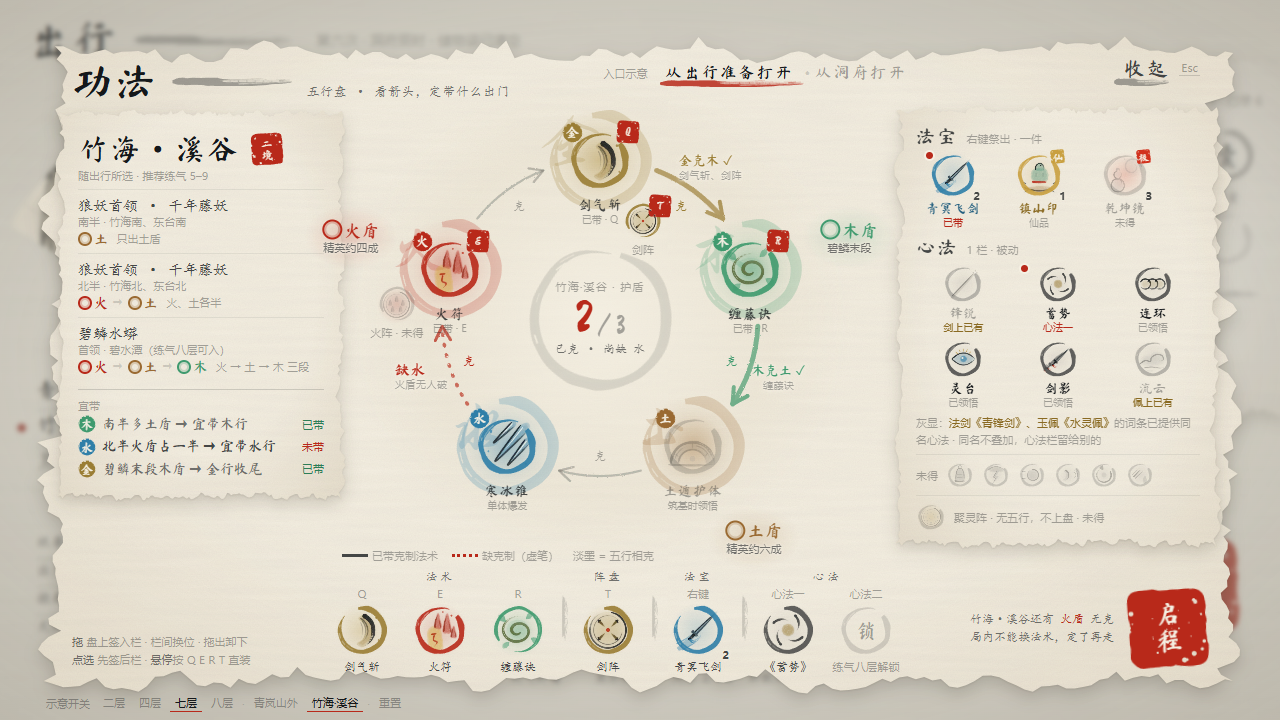 出行
功法
五行盘 • 看箭头，定带什么出门
入口示意 从出行准备打开 • 从洞府打开
收起 Esc
竹海·溪谷 二境
随出行所选 · 推荐练气 5–9
狼妖首领 • 千年藤妖
南半 · 竹海南、东台南
土 只出土盾
狼妖首领 • 千年藤妖
北半 · 竹海北、东台北
火 → 土 火、土各半
碧鳞水蟒
首领 · 碧水潭（练气八层可入）
火 → 土 → 木 火 → 土 → 木 三段
宜带
木 南半多土盾 → 宜带木行 已带
水 北半火盾占一半 → 宜带水行 未带
金 碧鳞末段木盾 → 金行收尾 已带
金 Q
剑气斩
已带 · Q
金克木 ✓
剑气斩、剑阵
克
克
T
剑阵
火盾
精英约四成
火 E
火符
已带 · E
火阵 · 未得
木盾
碧鳞末段
木 R
缠藤诀
已带 · R
竹海·溪谷 · 护盾
2/3
已克 • 尚缺 水
缺水
火盾无人破
克
克
木克土 ✓
缠藤诀
水
寒冰锥
单体爆发
克
土
土遁护体
筑基时领悟
土盾
精英约六成
法宝 右键祭出 · 一件
青冥飞剑 2
已带
仙
镇山印 1
仙品
乾坤镜 3
未得
心法 1 栏 · 被动
锋锐
剑上已有
蓄势
心法一
连环
已领悟
灵台
已领悟
剑影
已领悟
流云
佩上已有
灰显：法剑《青锋剑》、玉佩《水灵佩》的词条已提供同
名心法 · 同名不叠加，心法栏留给别的
未得
聚灵阵 · 无五行，不上盘 · 未得
已带克制法术 缺克制（虚笔） 淡墨 = 五行相克
法术 阵盘 法宝 心法
Q E R T 右键 心法一 心法二
锁
剑气斩 火符 缠藤诀 剑阵 青冥飞剑 2 《蓄势》 练气八层解锁
拖 盘上签入栏 · 栏间换位 · 拖出卸下
点选 先签后栏 · 悬停按 Q E R T 直装
竹海·溪谷还有 火盾 无克
局内不能换法术，定了再走
启程
示意开关 二层 四层 七层 八层 · 青岚山外 竹海·溪谷 · 重置